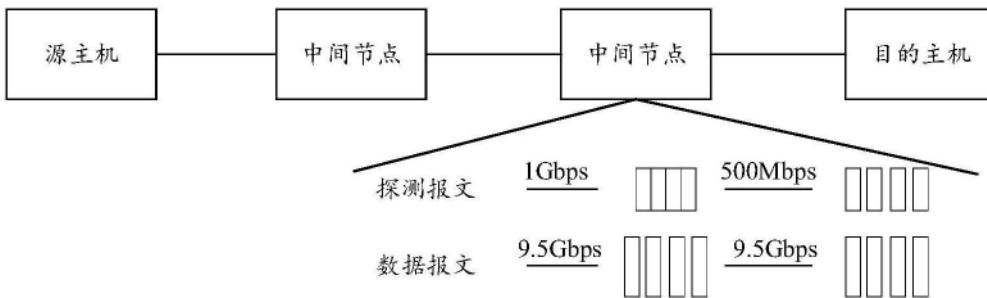 源主机
中间节点
中间节点
目的主机
探测报文
1Gbps
500Mbps
数据报文
9.5Gbps
9.5Gbps